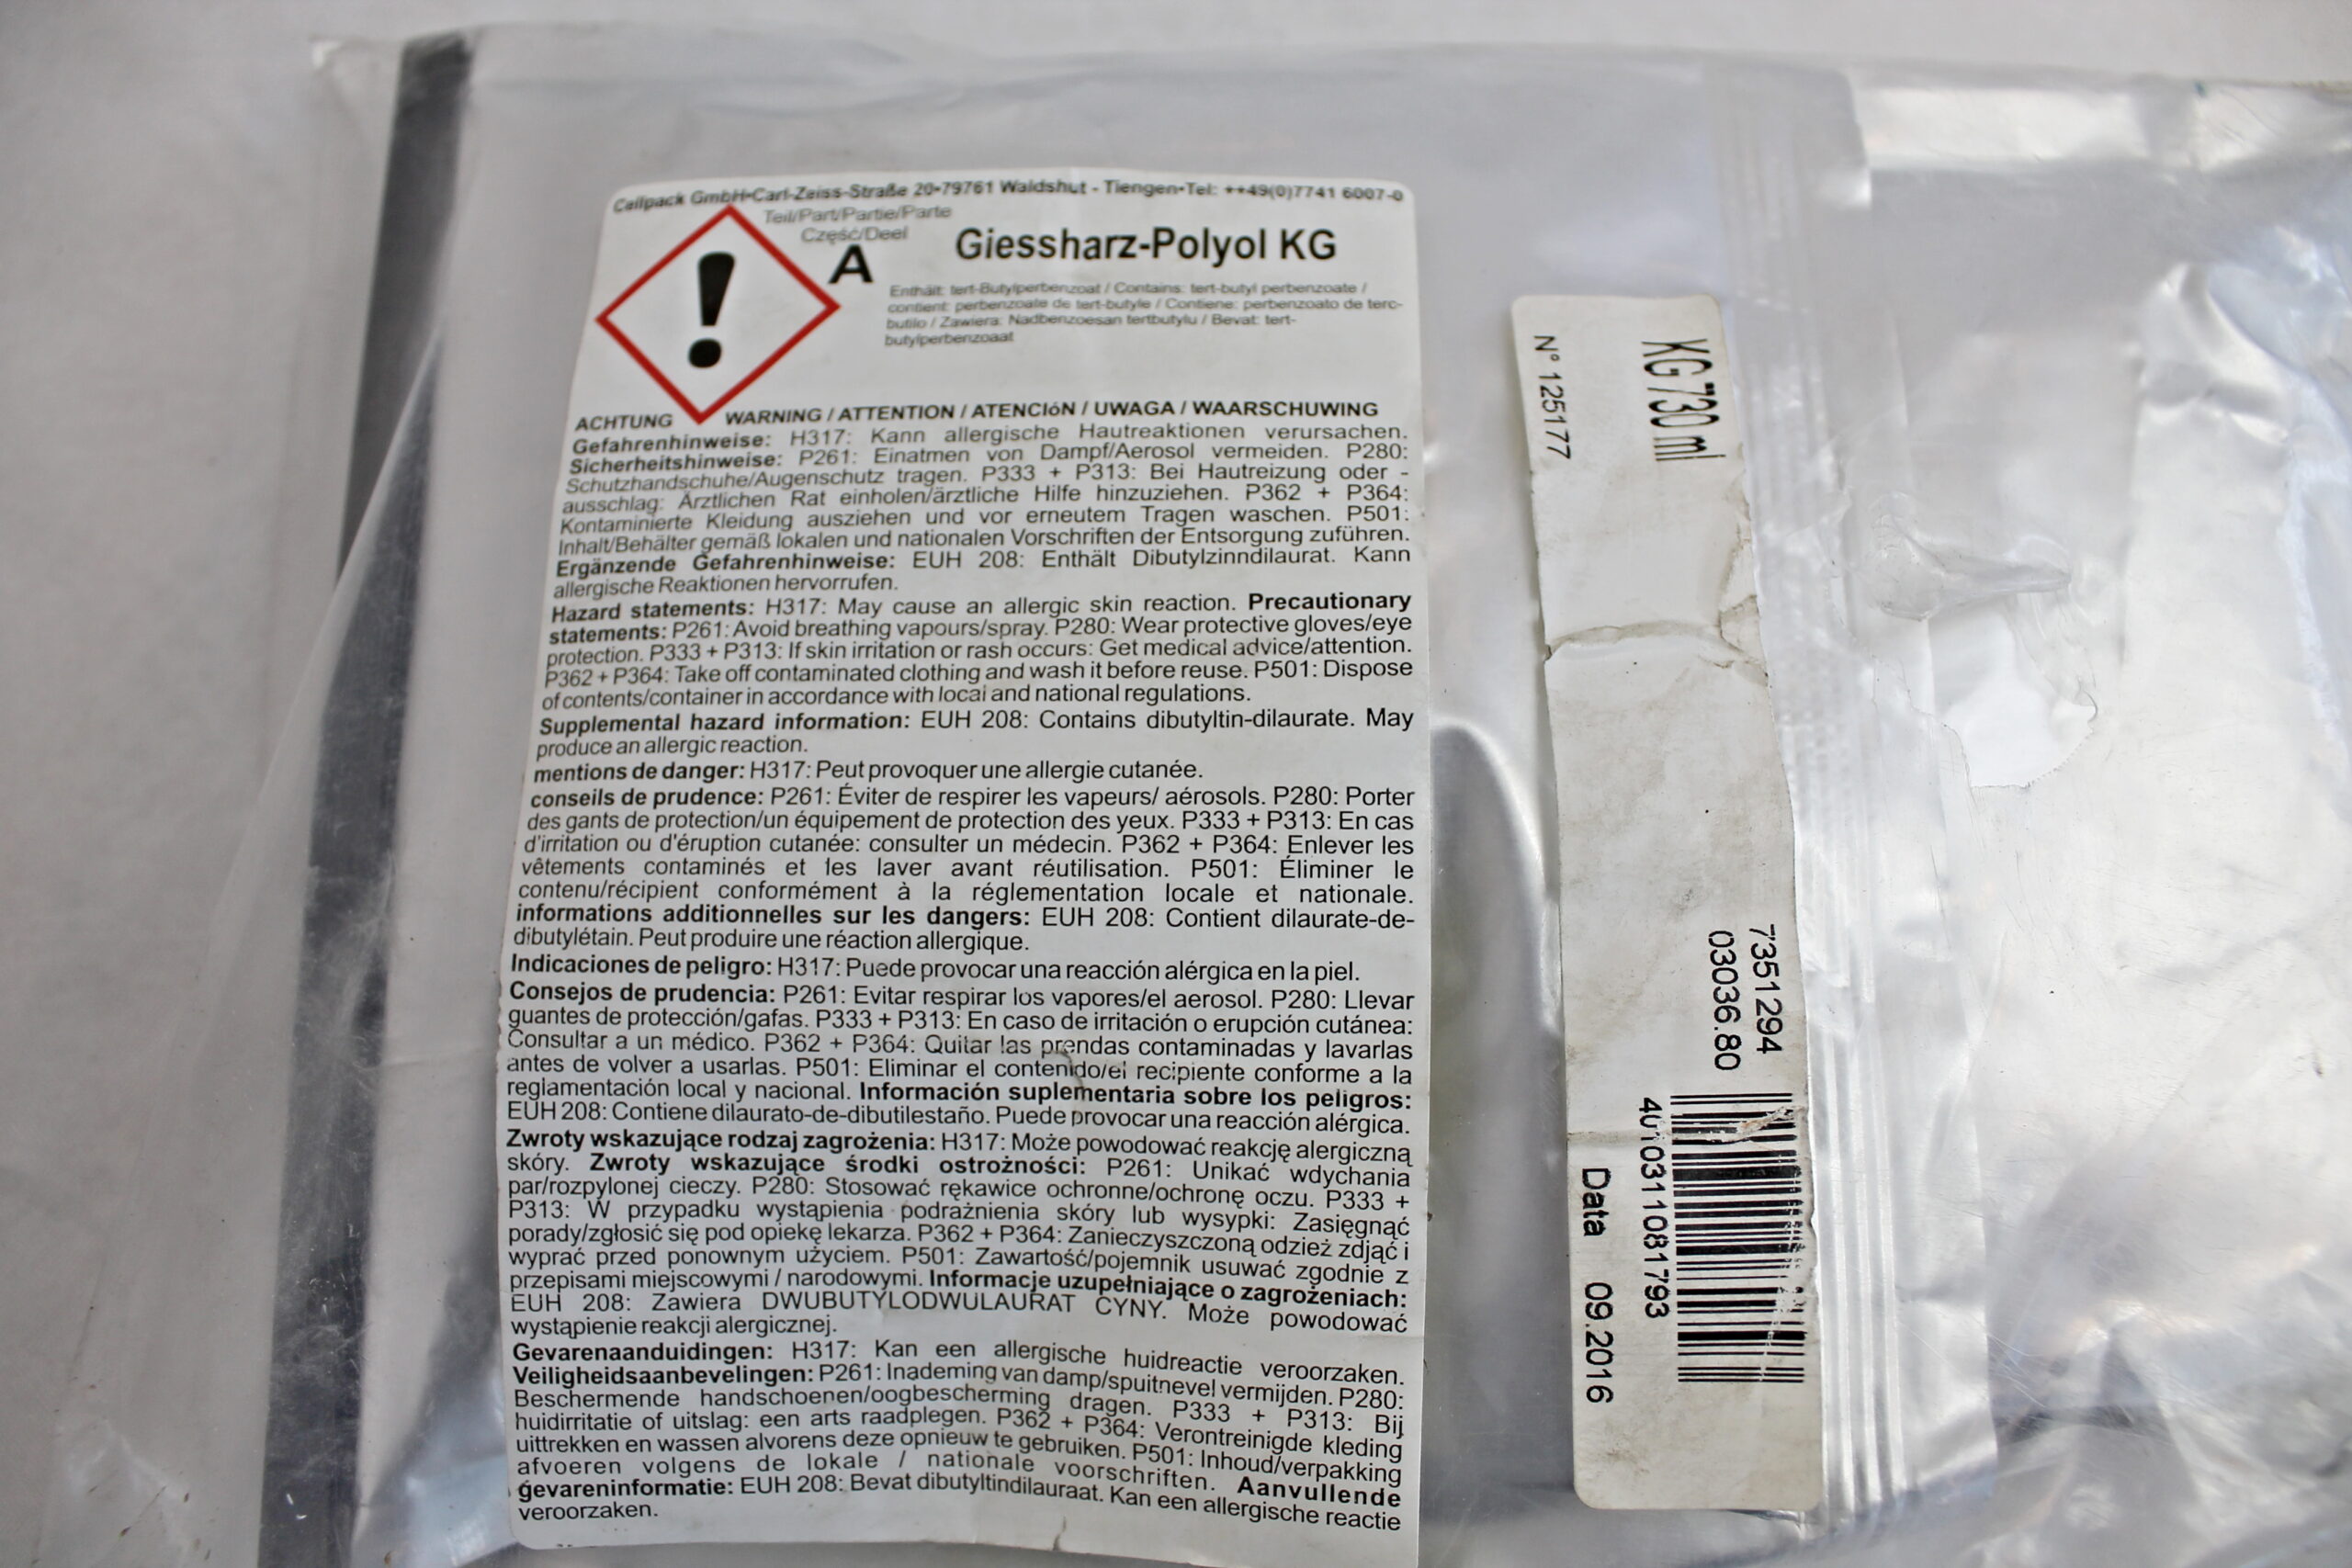 Cellpack GmbH•Carl-Zeiss-Straße 20•79761 Waldshut - Tiengen•Tel: ++49(0)7741 6007-0
Teil/Part/Partie/Parte
Część/Deel
A
Giessharz-Polyol KG
Enthält: tert-Butylperbenzoat / Contains: tert-butyl perbenzoate /
contient: perbenzoate de tert-butyle / Contiene: perbenzoato de terc-
butilo / Zawiera: Nadbenzoesan tertbutylu / Bevat: tert-
butylperbenzoaat
ACHTUNG WARNING / ATTENTION / ATENCIóN / UWAGA / WAARSCHUWING
Gefahrenhinweise: H317: Kann allergische Hautreaktionen verursachen.
Sicherheitshinweise: P261: Einatmen von Dampf/Aerosol vermeiden. P280:
Schutzhandschuhe/Augenschutz tragen. P333 + P313: Bei Hautreizung oder -
ausschlag: Ärztlichen Rat einholen/ärztliche Hilfe hinzuziehen. P362 + P364:
Kontaminierte Kleidung ausziehen und vor erneutem Tragen waschen. P501:
Inhalt/Behälter gemäß lokalen und nationalen Vorschriften der Entsorgung zuführen.
Ergänzende Gefahrenhinweise: EUH 208: Enthält Dibutylzinndilaurat. Kann
allergische Reaktionen hervorrufen.
Hazard statements: H317: May cause an allergic skin reaction. Precautionary
statements: P261: Avoid breathing vapours/spray. P280: Wear protective gloves/eye
protection. P333 + P313: If skin irritation or rash occurs: Get medical advice/attention.
P362 + P364: Take off contaminated clothing and wash it before reuse. P501: Dispose
of contents/container in accordance with local and national regulations.
Supplemental hazard information: EUH 208: Contains dibutyltin-dilaurate. May
produce an allergic reaction.
mentions de danger: H317: Peut provoquer une allergie cutanée.
conseils de prudence: P261: Éviter de respirer les vapeurs/ aérosols. P280: Porter
des gants de protection/un équipement de protection des yeux. P333 + P313: En cas
d'irritation ou d'éruption cutanée: consulter un médecin. P362 + P364: Enlever les
vêtements contaminés et les laver avant réutilisation. P501: Éliminer le
contenu/récipient conformément à la réglementation locale et nationale.
informations additionnelles sur les dangers: EUH 208: Contient dilaurate-de-
dibutylétain. Peut produire une réaction allergique.
Indicaciones de peligro: H317: Puede provocar una reacción alérgica en la piel.
Consejos de prudencia: P261: Evitar respirar los vapores/el aerosol. P280: Llevar
guantes de protección/gafas. P333 + P313: En caso de irritación o erupción cutánea:
Consultar a un médico. P362 + P364: Quitar las prendas contaminadas y lavarlas
antes de volver a usarlas. P501: Eliminar el contenido/el recipiente conforme a la
reglamentación local y nacional. Información suplementaria sobre los peligros:
EUH 208: Contiene dilaurato-de-dibutilestaño. Puede provocar una reacción alérgica.
Zwroty wskazujące rodzaj zagrożenia: H317: Może powodować reakcję alergiczną
skóry. Zwroty wskazujące środki ostrożności: P261: Unikać wdychania
par/rozpylonej cieczy. P280: Stosować rękawice ochronne/ochronę oczu. P333 +
P313: W przypadku wystąpienia podrażnienia skóry lub wysypki: Zasięgnąć
porady/zgłosić się pod opiekę lekarza. P362 + P364: Zanieczyszczoną odzież zdjąć i
wyprać przed ponownym użyciem. P501: Zawartość/pojemnik usuwać zgodnie z
przepisami miejscowymi / narodowymi. Informacje uzupełniające o zagrożeniach:
EUH 208: Zawiera DWUBUTYLODWULAURAT CYNY. Może powodować
wystąpienie reakcji alergicznej.
Gevarenaanduidingen: H317: Kan een allergische huidreactie veroorzaken.
Veiligheidsaanbevelingen: P261: Inademing van damp/spuitnevel vermijden. P280:
Beschermende handschoenen/oogbescherming dragen. P333 + P313: Bij
huidirritatie of uitslag: een arts raadplegen. P362 + P364: Verontreinigde kleding
uittrekken en wassen alvorens deze opnieuw te gebruiken. P501: Inhoud/verpakking
afvoeren volgens de lokale / nationale voorschriften. Aanvullende
gevareninformatie: EUH 208: Bevat dibutyltindilauraat. Kan een allergische reactie
veroorzaken.
KG 730 ml
N° 125177
7351294
03036.80
4010311081793
Data 09.2016